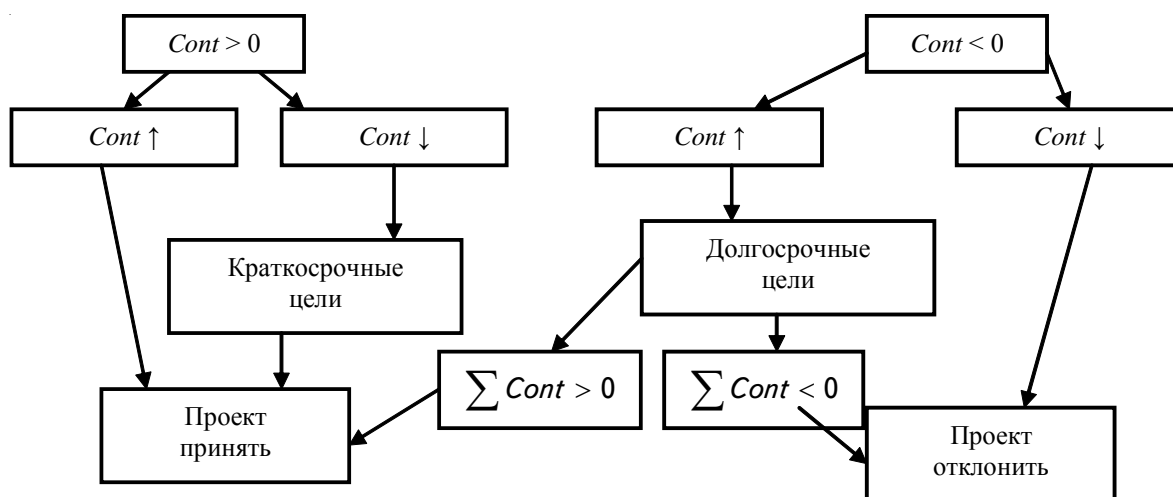 Cont > 0
Cont < 0
Cont ↑
Cont ↓
Cont ↑
Cont ↓
Краткосрочные
цели
Долгосрочные
цели
∑ Cont > 0
∑ Cont < 0
Проект
принять
Проект
отклонить